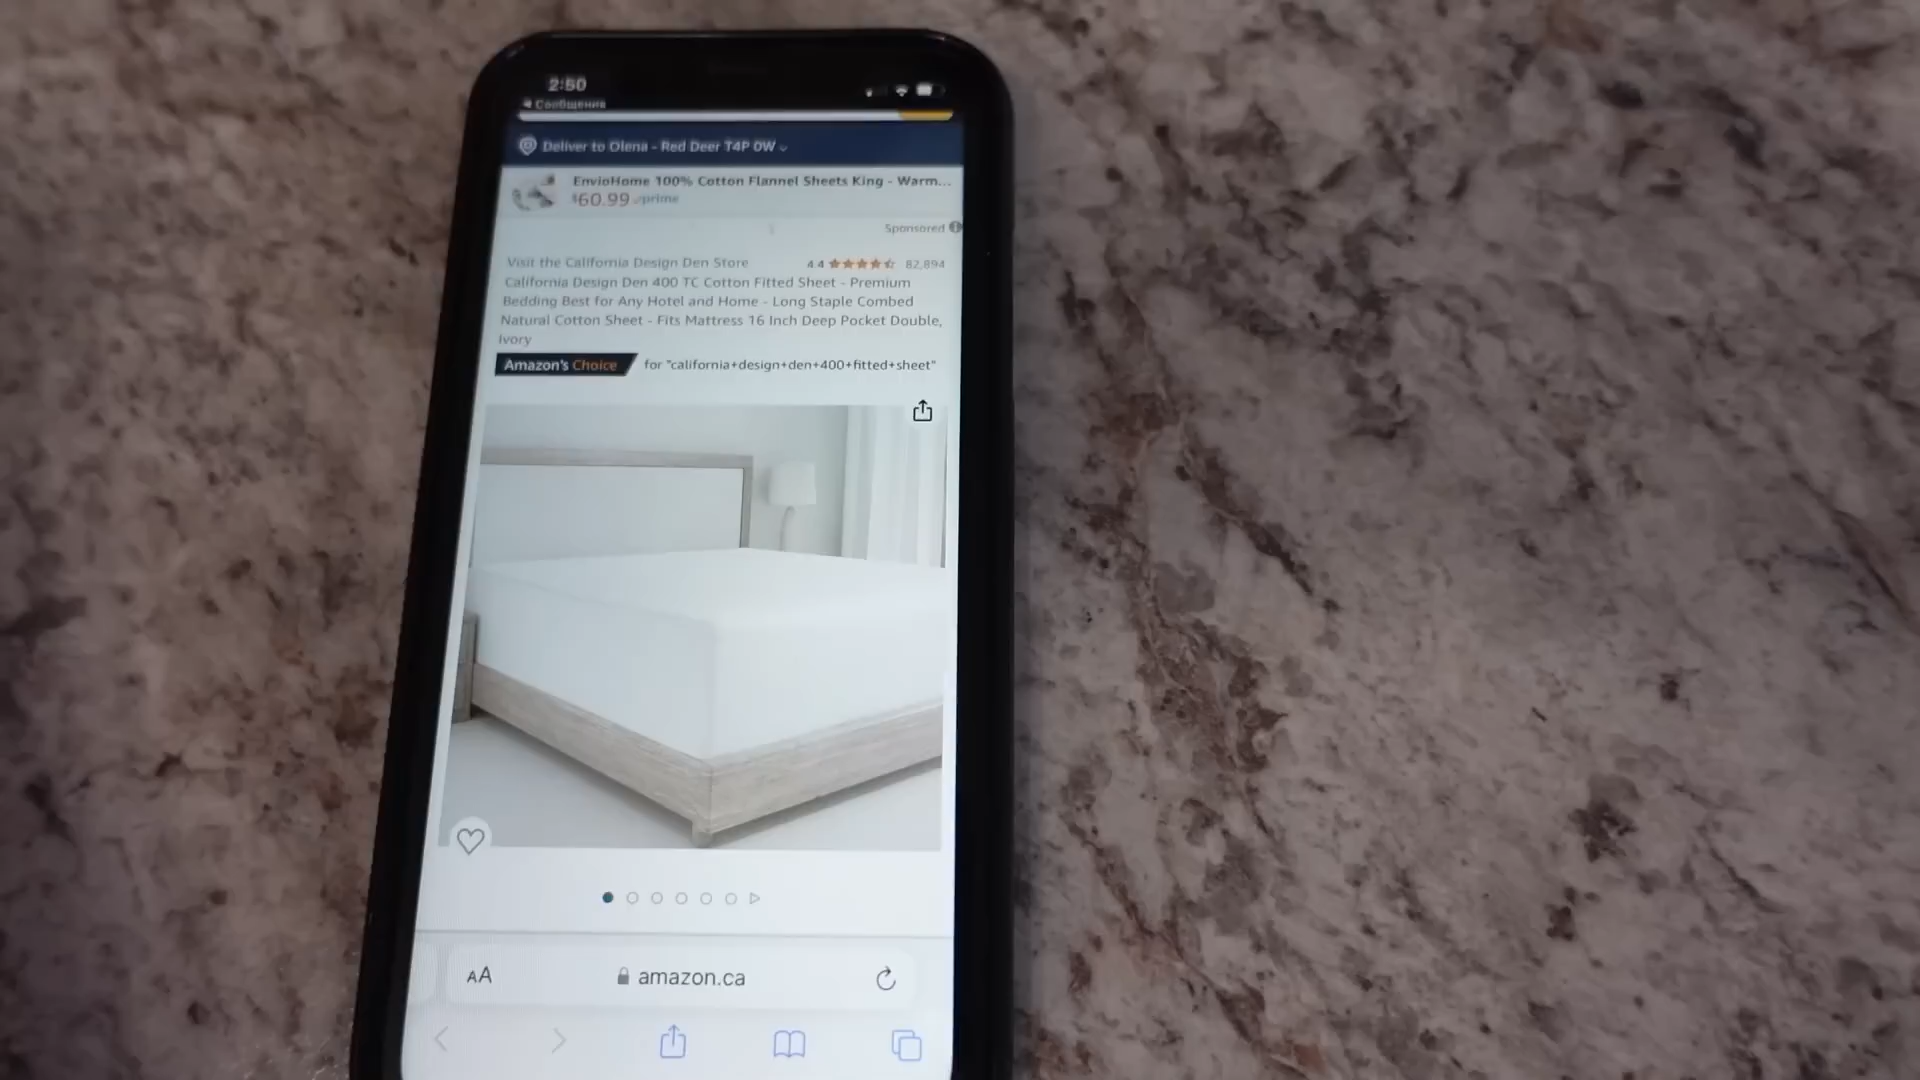 2:50
◀ Сообщения
Deliver to Olena - Red Deer T4P 0W
EnvioHome 100% Cotton Flannel Sheets King - Warm...
$60.99 prime
Sponsored
Visit the California Design Den Store 4.4 82,894
California Design Den 400 TC Cotton Fitted Sheet - Premium
Bedding Best for Any Hotel and Home - Long Staple Combed
Natural Cotton Sheet - Fits Mattress 16 Inch Deep Pocket Double,
Ivory
Amazon's Choice for "california+design+den+400+fitted+sheet"
AA amazon.ca